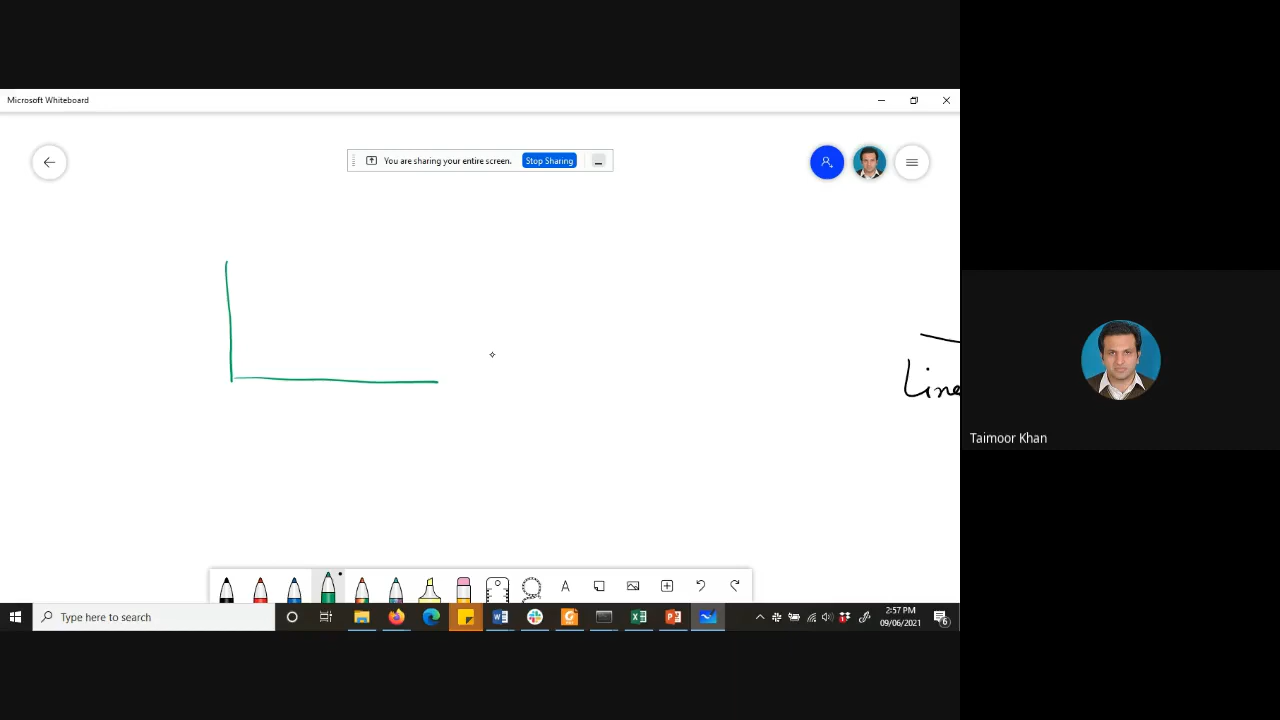 Microsoft Whiteboard
You are sharing your entire screen. Stop Sharing
Taimoor Khan
A
Type here to search
2:57 PM
09/06/2021
6